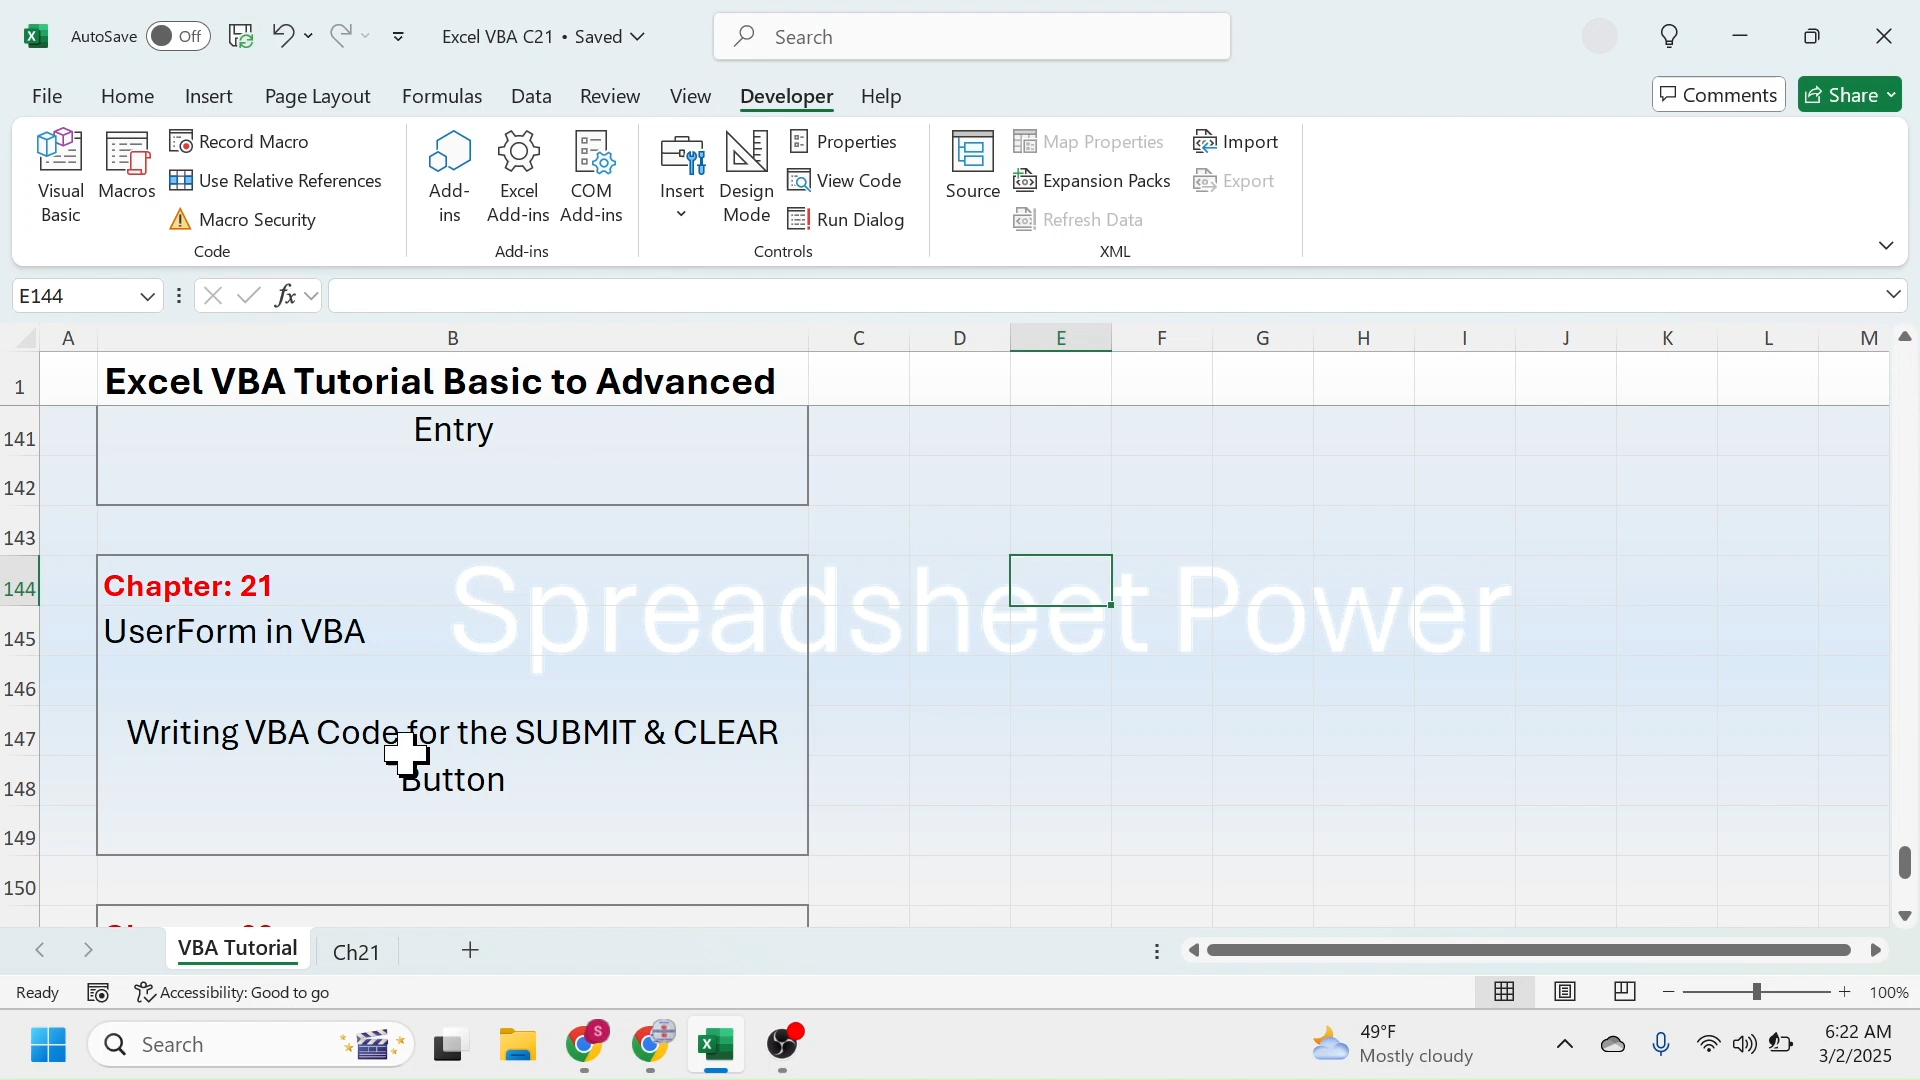 AutoSave Off Excel VBA C21 • Saved Search
File Home Insert Page Layout Formulas Data Review View Developer Help Comments Share
Visual Basic
Macros
Record Macro
Use Relative References
Macro Security
Code
Add-ins
Excel Add-ins
COM Add-ins
Add-ins
Insert
Design Mode
Properties
View Code
Run Dialog
Controls
Source
Map Properties
Expansion Packs
Refresh Data
Import
Export
XML
E144 fx
A B C D E F G H I J K L M
1 Excel VBA Tutorial Basic to Advanced
141 Entry
142
143
144 Chapter: 21
Spreadsheet Power
145 UserForm in VBA
146
147 Writing VBA Code for the SUBMIT & CLEAR
148 Button
149
150
VBA Tutorial Ch21
Ready Accessibility: Good to go 100%
Search S 49°F 6:22 AM
Mostly cloudy 3/2/2025